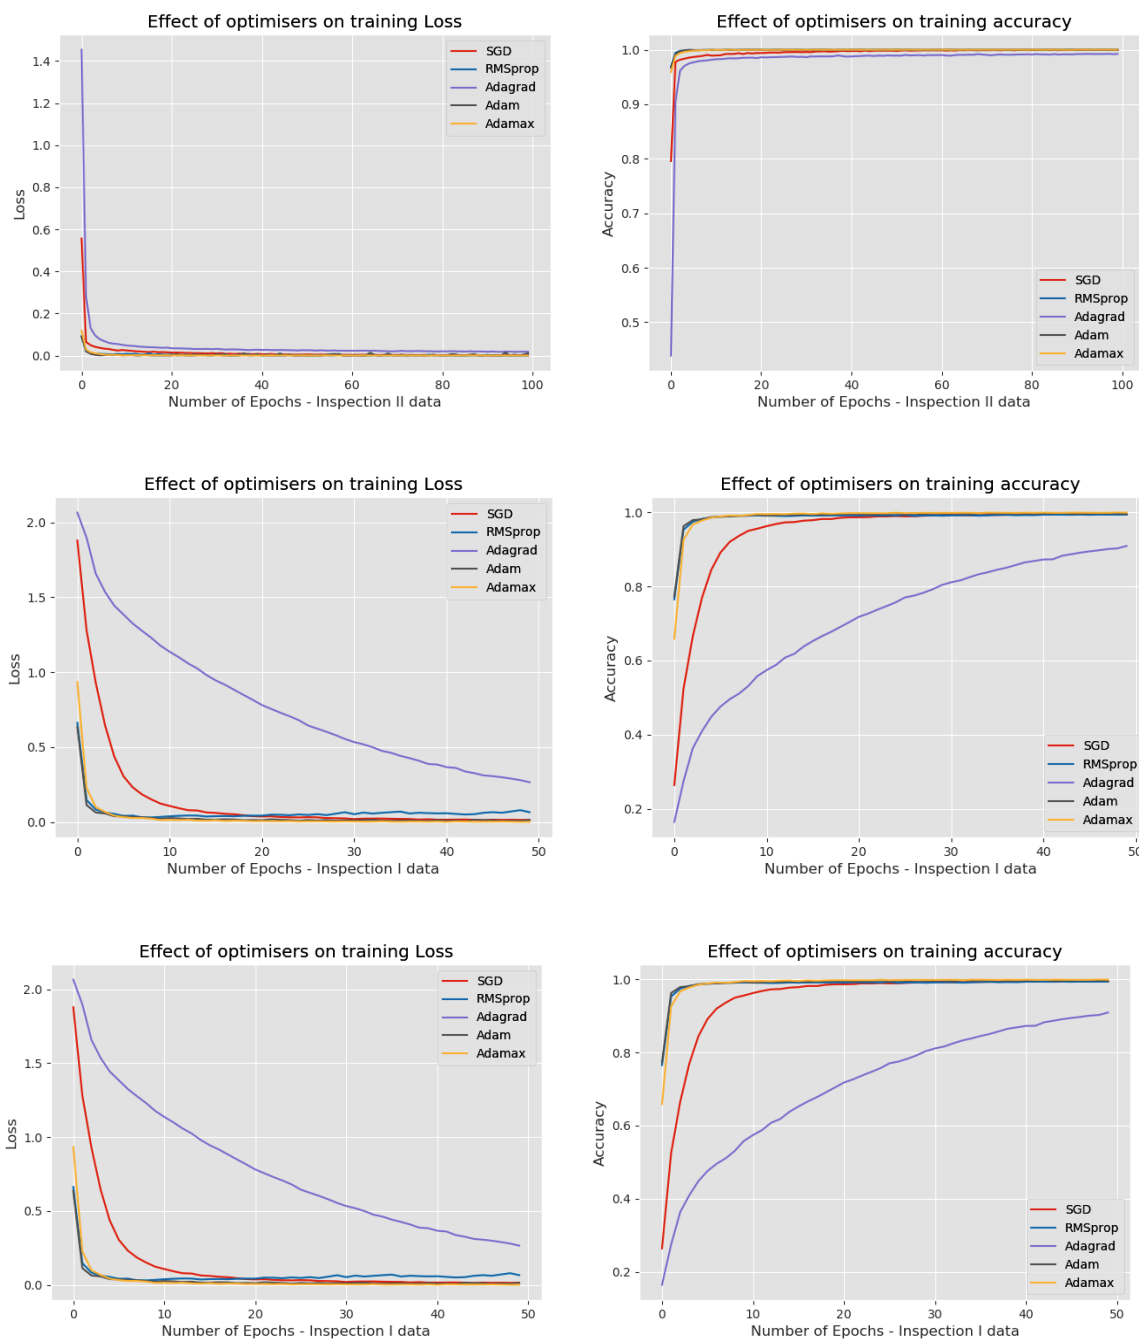 Effect of optimisers on training Loss
1.4
1.2
1.0
0.8
0.6
0.4
0.2
0.0
Loss
SGD
RMSprop
Adagrad
Adam
Adamax
0 20 40 60 80 100
Number of Epochs - Inspection II data
Effect of optimisers on training accuracy
1.0
0.9
0.8
0.7
0.6
0.5
Accuracy
SGD
RMSprop
Adagrad
Adam
Adamax
0 20 40 60 80 100
Number of Epochs - Inspection II data
Effect of optimisers on training Loss
2.0
1.5
1.0
0.5
0.0
Loss
SGD
RMSprop
Adagrad
Adam
Adamax
0 10 20 30 40 50
Number of Epochs - Inspection I data
Effect of optimisers on training accuracy
1.0
0.8
0.6
0.4
0.2
Accuracy
SGD
RMSprop
Adagrad
Adam
Adamax
0 10 20 30 40 50
Number of Epochs - Inspection I data
Effect of optimisers on training Loss
2.0
1.5
1.0
0.5
0.0
Loss
SGD
RMSprop
Adagrad
Adam
Adamax
0 10 20 30 40 50
Number of Epochs - Inspection I data
Effect of optimisers on training accuracy
1.0
0.8
0.6
0.4
0.2
Accuracy
SGD
RMSprop
Adagrad
Adam
Adamax
0 10 20 30 40 50
Number of Epochs - Inspection I data